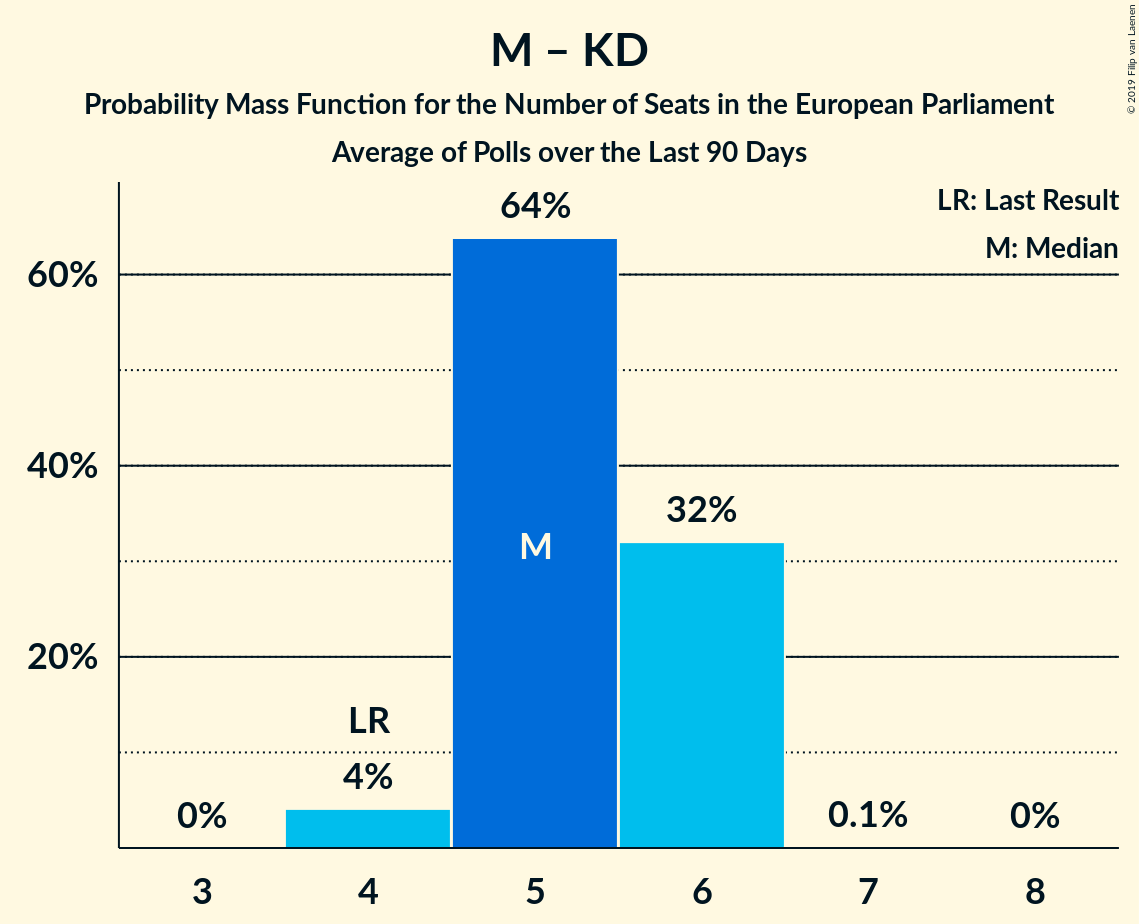 M – KD
Probability Mass Function for the Number of Seats in the European Parliament
Average of Polls over the Last 90 Days
© 2019 Filip van Laenen
LR: Last Result
M: Median
64%
60%
40%
32%
M
20%
LR
4%
0%
0.1%
0%
3 4 5 6 7 8